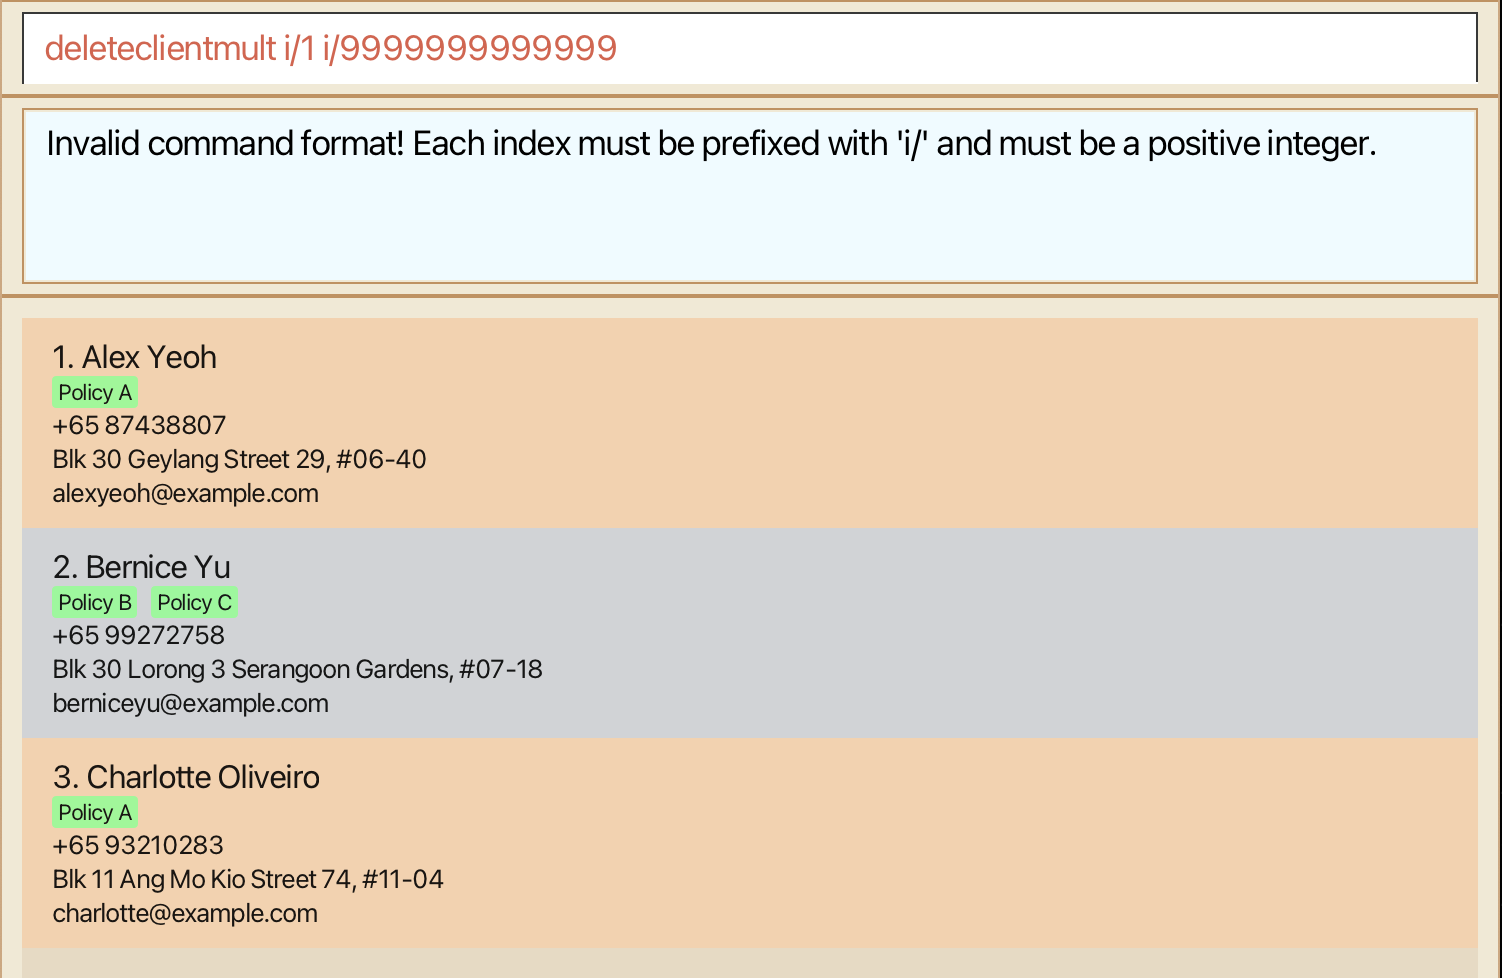 deleteclientmult i/1 i/9999999999999
Invalid command format! Each index must be prefixed with 'i/' and must be a positive integer.
1. Alex Yeoh
Policy A
+65 87438807
Blk 30 Geylang Street 29, #06-40
alexyeoh@example.com
2. Bernice Yu
Policy B Policy C
+65 99272758
Blk 30 Lorong 3 Serangoon Gardens, #07-18
berniceyu@example.com
3. Charlotte Oliveiro
Policy A
+65 93210283
Blk 11 Ang Mo Kio Street 74, #11-04
charlotte@example.com